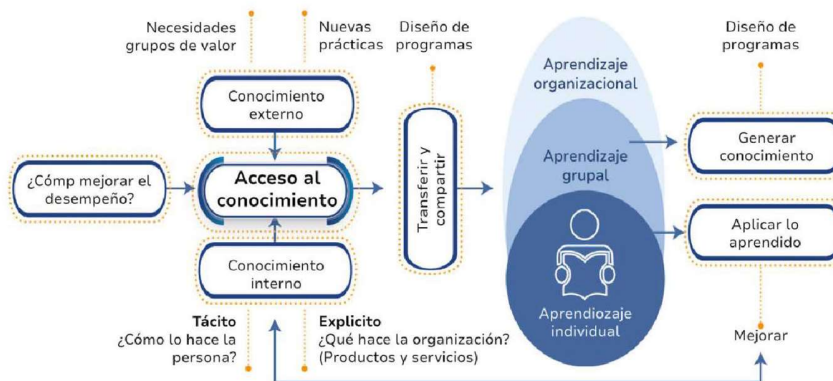 Necesidades
grupos de valor
Nuevas
prácticas
Diseño de
programas
Diseño de
programas
Conocimiento
externo
Aprendizaje
organizacional
Generar
conocimiento
¿Cómp mejorar el
desempeño?
Acceso al
conocimiento
Transferir y
compartir
Aprendizaje
grupal
Aplicar lo
aprendido
Conocimiento
interno
Aprendiozaje
individual
Tácito
¿Cómo lo hace la
persona?
Explicito
¿Qué hace la organización?
(Productos y servicios)
Mejorar